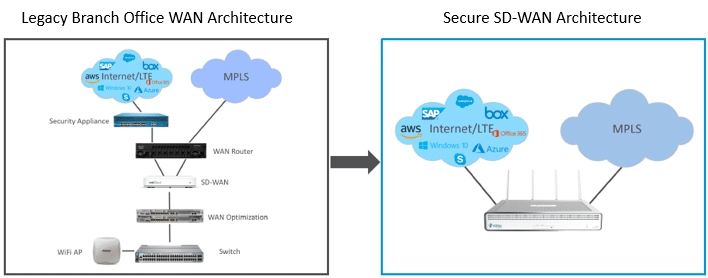 Legacy Branch Office WAN Architecture
Secure SD-WAN Architecture
SAP
salesforce
box
aws
Internet/LTE
Office 365
Windows 10
Azure
MPLS
Security Appliance
WAN Router
SD-WAN
WAN Optimization
WiFi AP
Switch
SAP
salesforce
box
aws
Internet/LTE
Office 365
Windows 10
Azure
MPLS